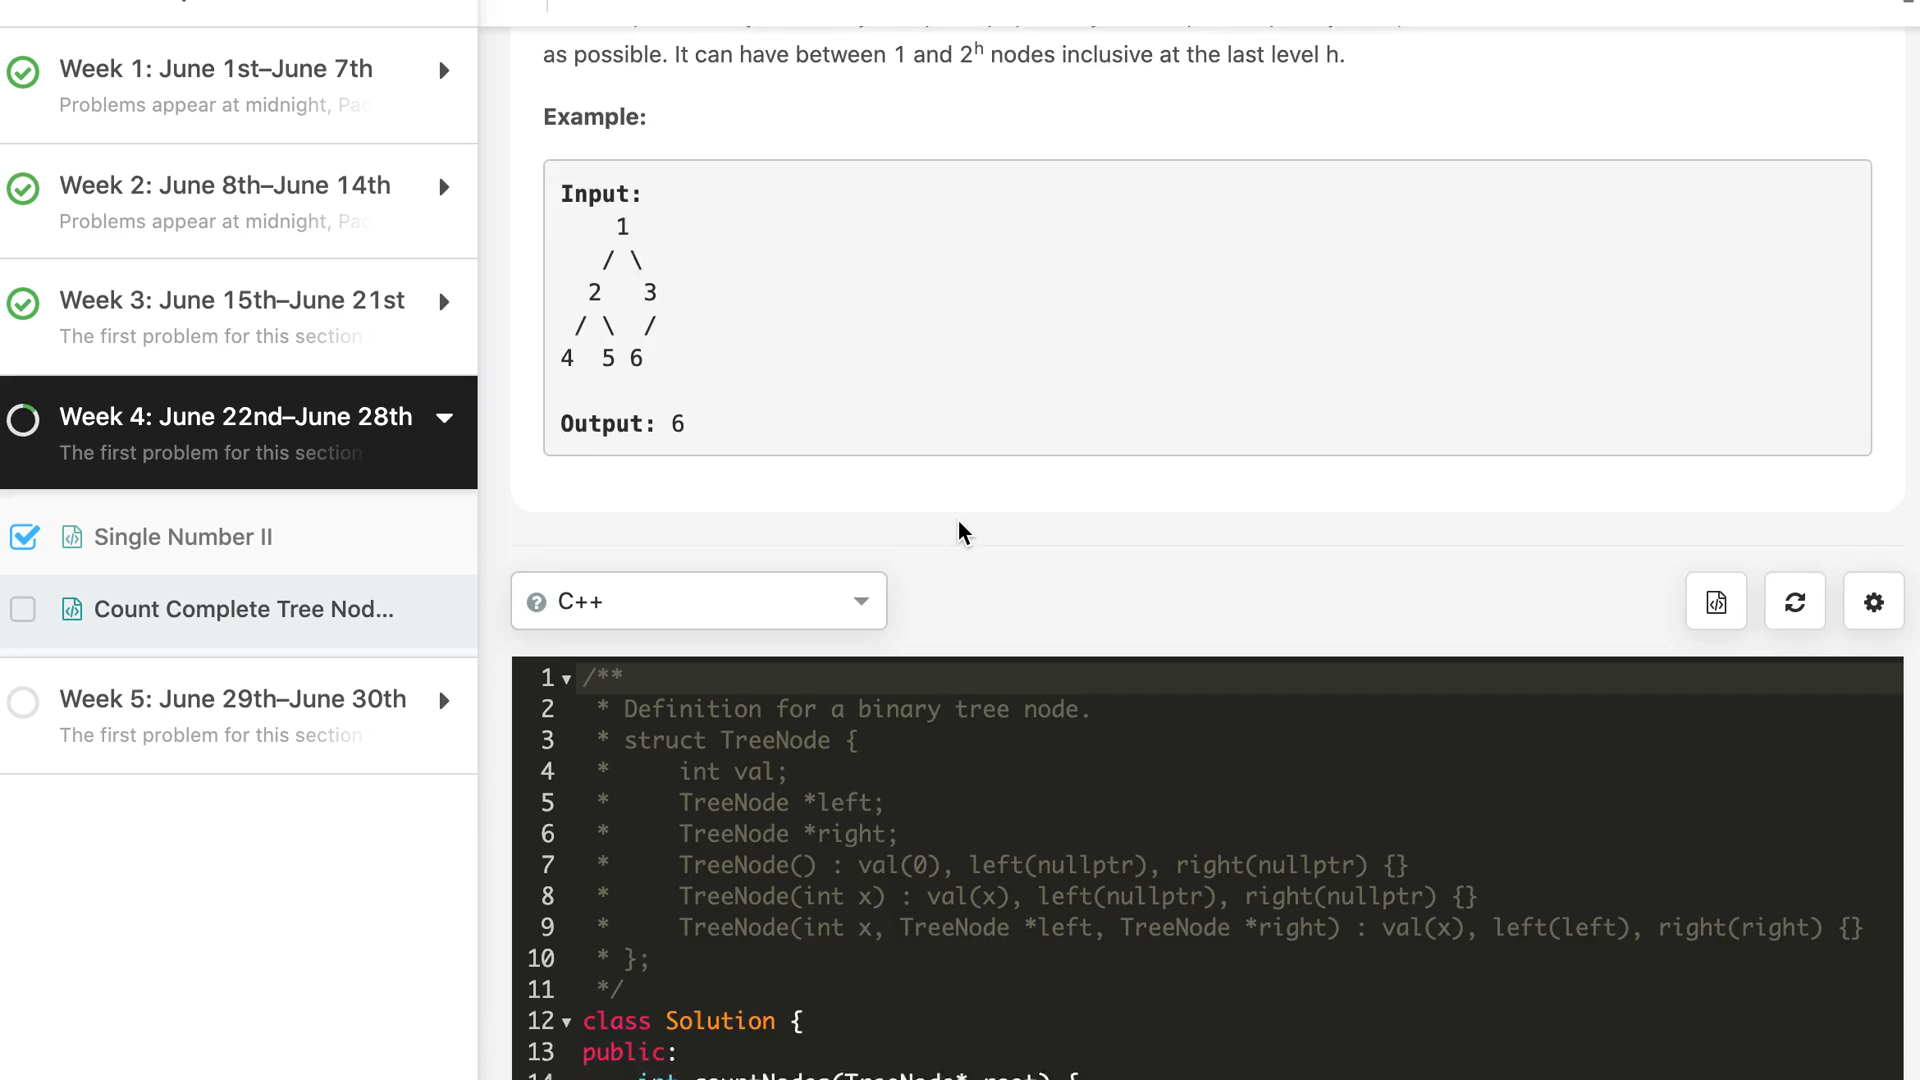 Week 1: June 1st–June 7th
Problems appear at midnight, Pac
Week 2: June 8th–June 14th
Problems appear at midnight, Pac
Week 3: June 15th–June 21st
The first problem for this section
Week 4: June 22nd–June 28th
The first problem for this section
Single Number II
Count Complete Tree Nod...
Week 5: June 29th–June 30th
The first problem for this section
as possible. It can have between 1 and 2ʰ nodes inclusive at the last level h.
Example:
Input:
1
/ \
2 3
/ \ /
4 5 6
Output: 6
C++
1 /**
2 * Definition for a binary tree node.
3 * struct TreeNode {
4 *     int val;
5 *     TreeNode *left;
6 *     TreeNode *right;
7 *     TreeNode() : val(0), left(nullptr), right(nullptr) {}
8 *     TreeNode(int x) : val(x), left(nullptr), right(nullptr) {}
9 *     TreeNode(int x, TreeNode *left, TreeNode *right) : val(x), left(left), right(right) {}
10 * };
11 */
12 class Solution {
13 public:
14 int countNodes(TreeNode* root) {